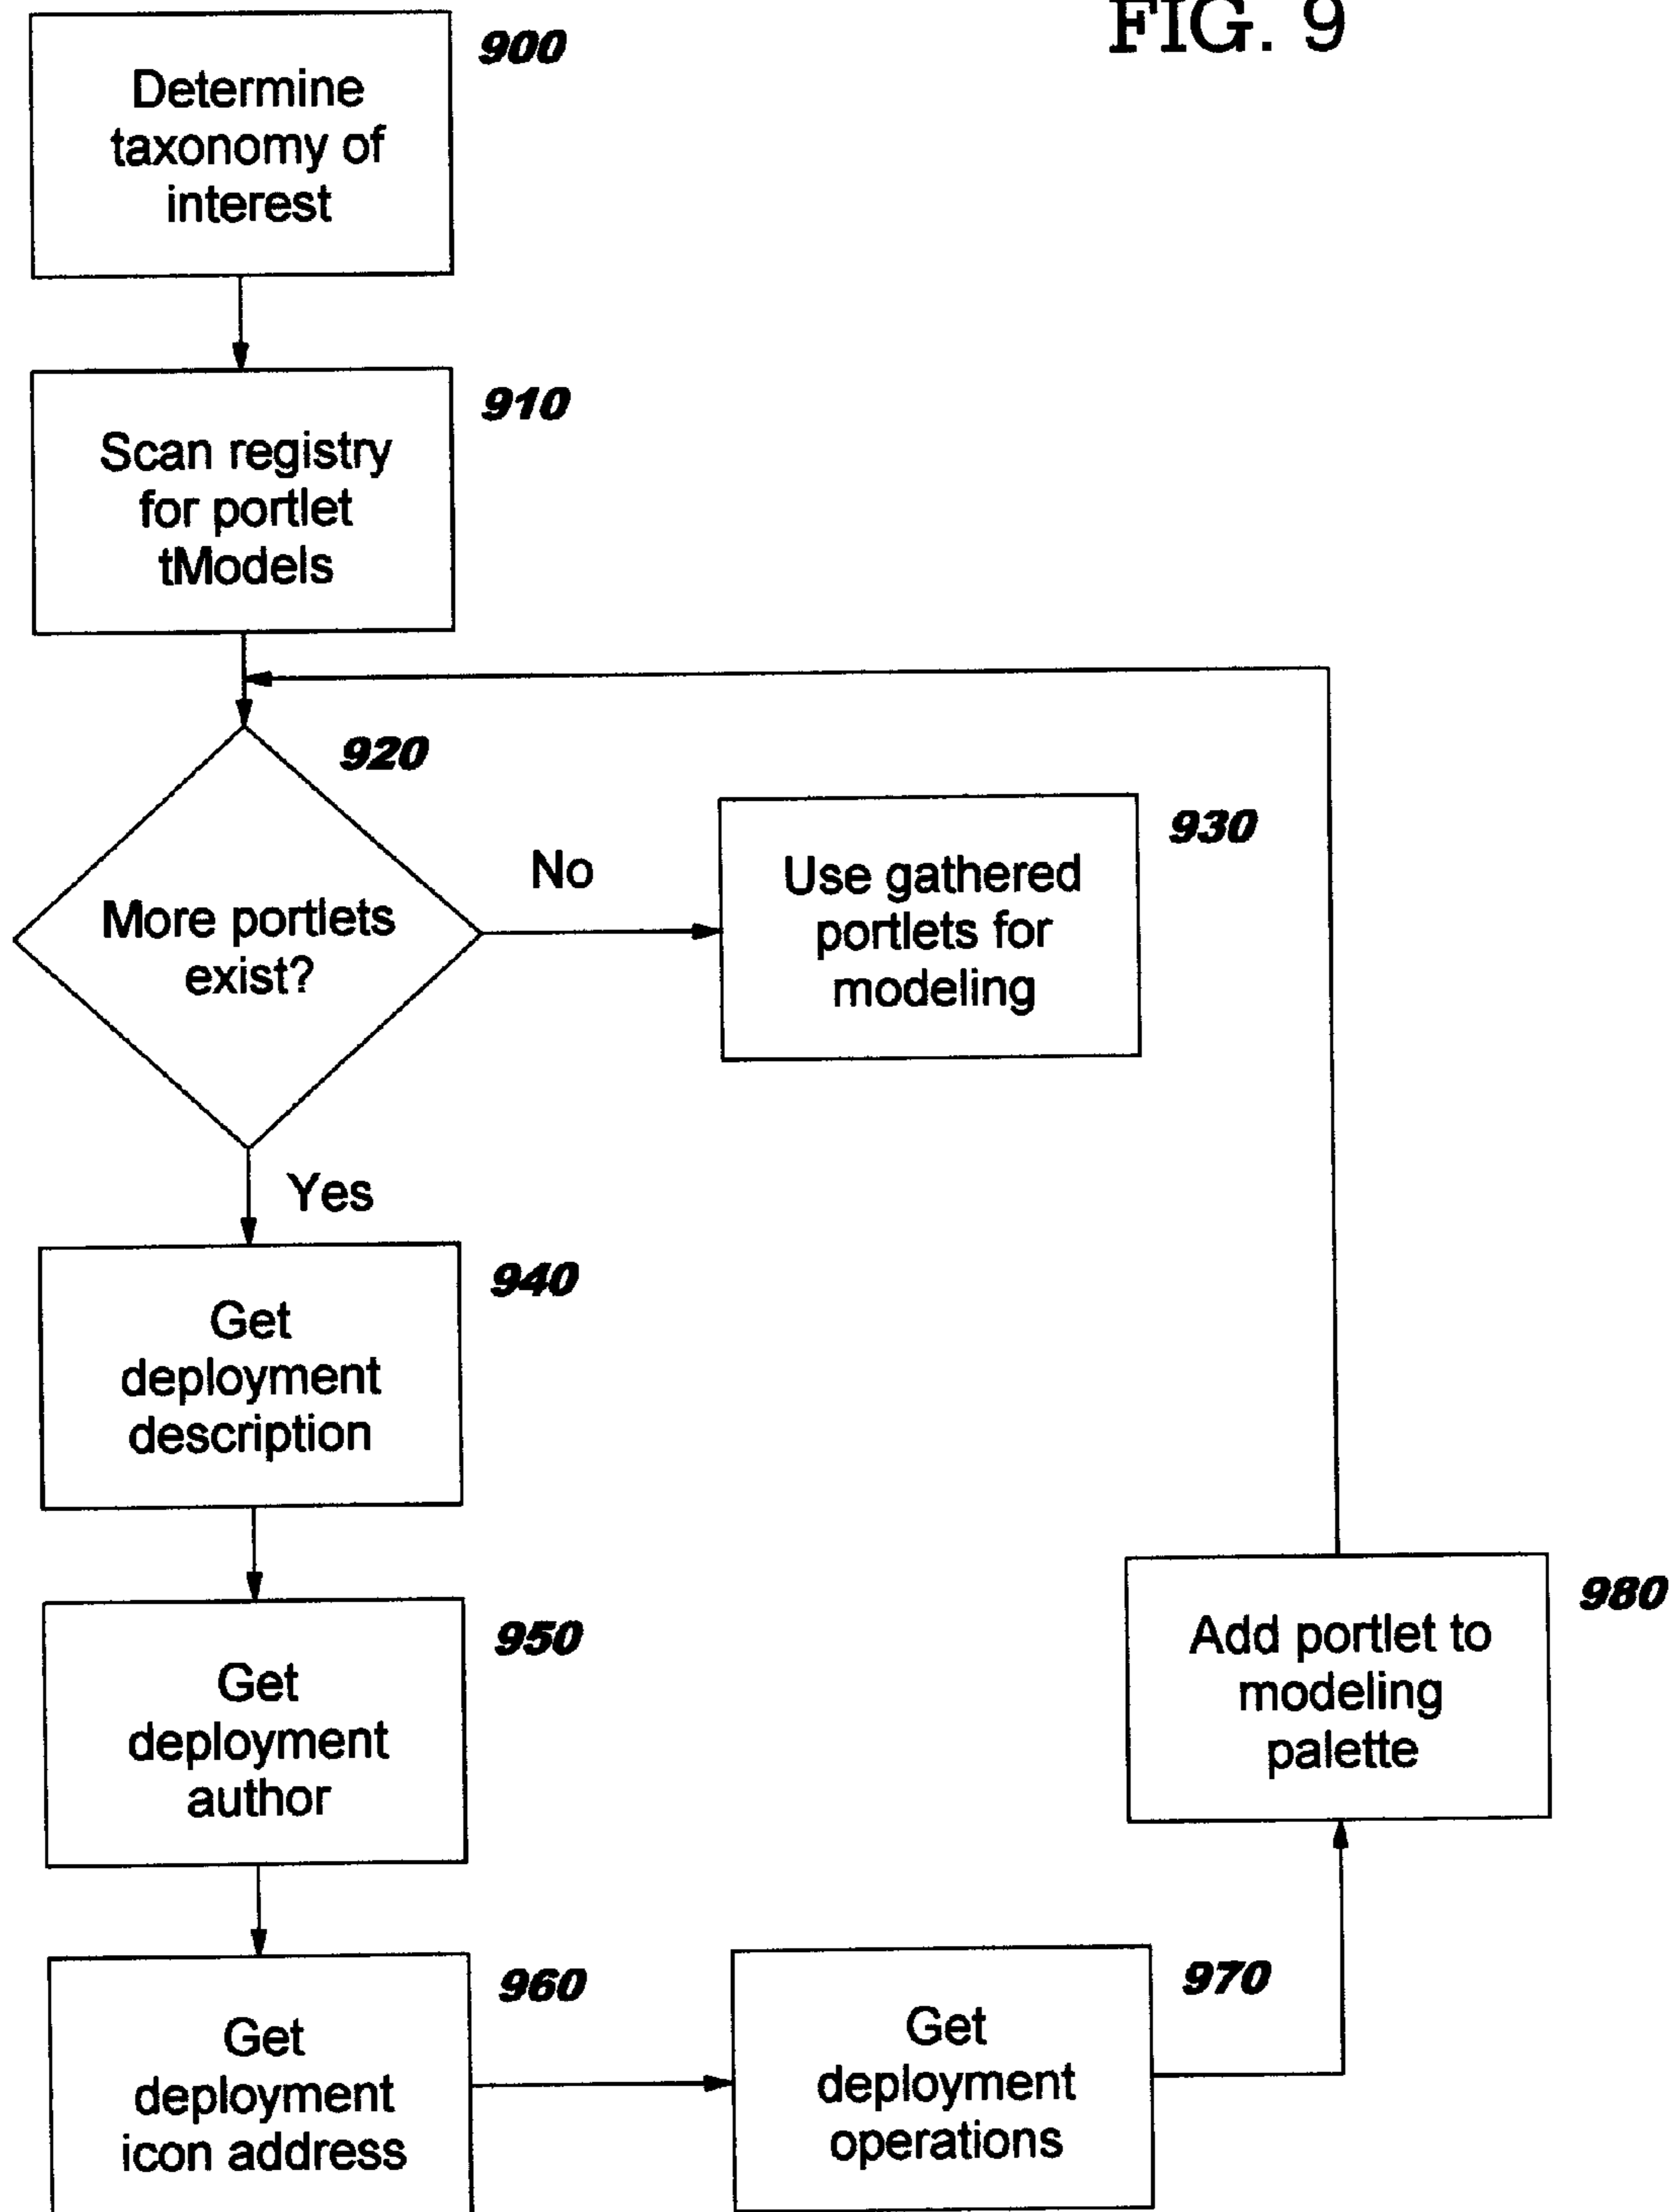 FIG. 9
900
Determine
taxonomy of
interest
910
Scan registry
for portlet
tModels
920
More portlets
exist?
No
930
Use gathered
portlets for
modeling
Yes
940
Get
deployment
description
950
Get
deployment
author
960
Get
deployment
icon address
970
Get
deployment
operations
980
Add portlet to
modeling
palette